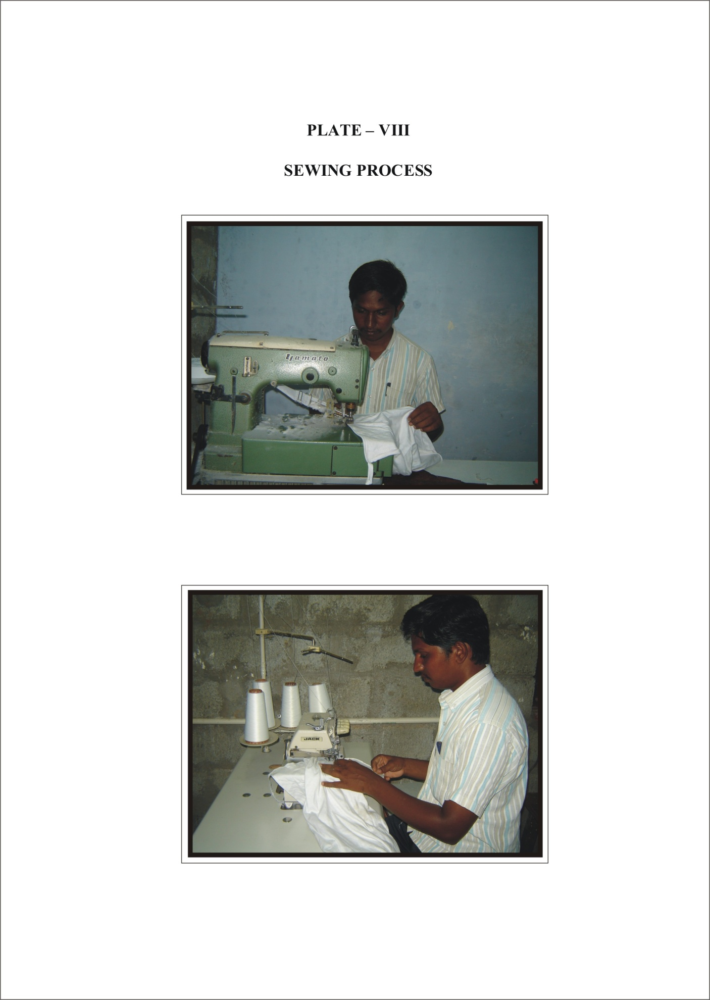 PLATE – VIII
SEWING PROCESS
Yamato
JACK